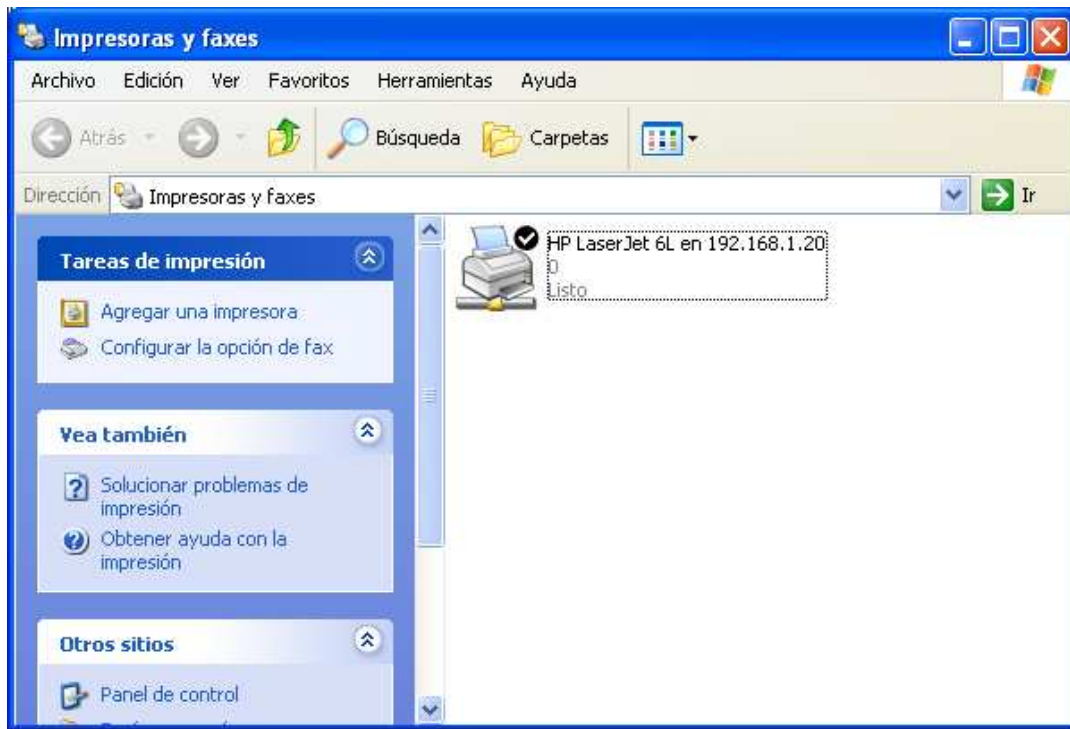 Impresoras y faxes
Archivo Edición Ver Favoritos Herramientas Ayuda
Atrás Búsqueda Carpetas
Dirección Impresoras y faxes Ir
Tareas de impresión
Agregar una impresora
Configurar la opción de fax
Vea también
Solucionar problemas de
impresión
Obtener ayuda con la
impresión
Otros sitios
Panel de control
HP LaserJet 6L en 192.168.1.20
0
Listo